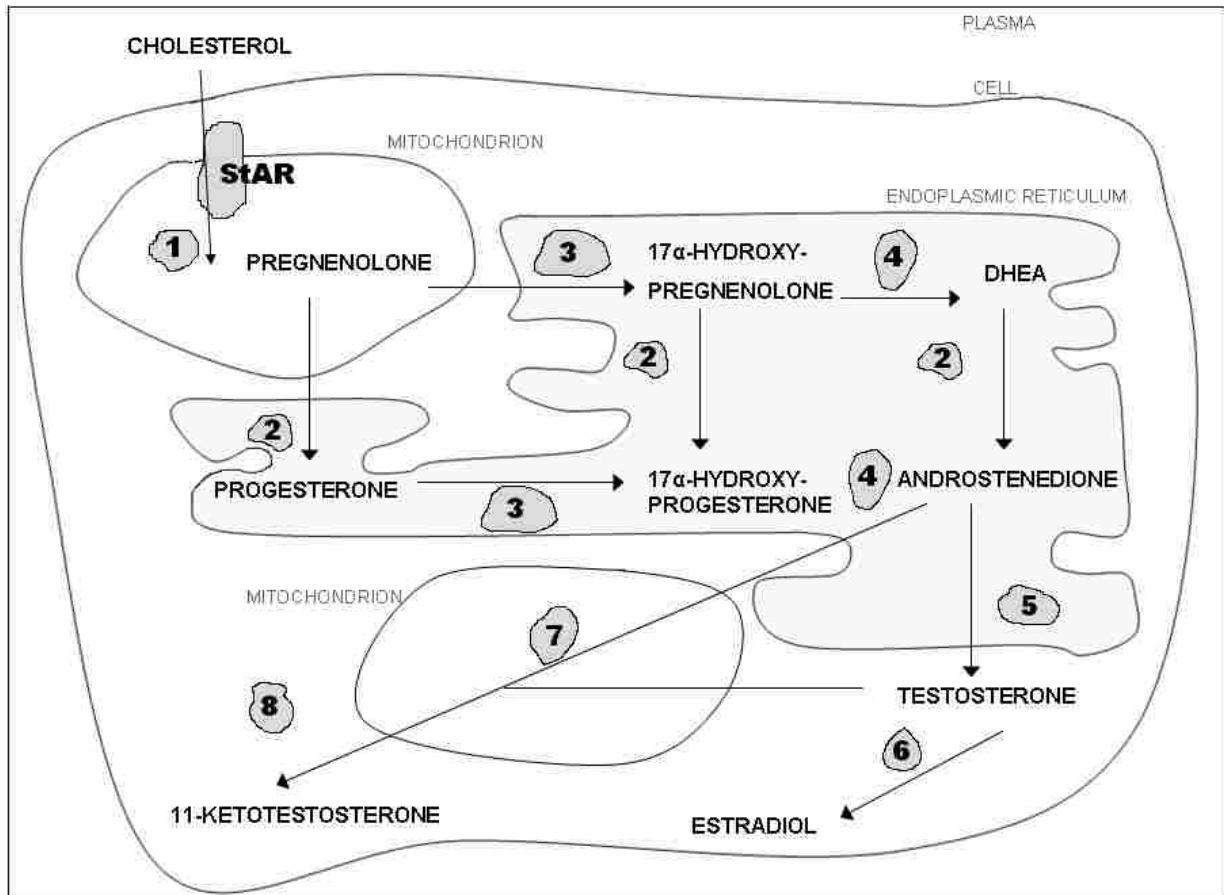 PLASMA
CHOLESTEROL
CELL
MITOCHONDRION
StAR
ENDOPLASMIC RETICULUM
1
3
17α-HYDROXY-
4
PREGNENOLONE
DHEA
PREGNENOLONE
2
2
2
PROGESTERONE
17α-HYDROXY-
PROGESTERONE
4
ANDROSTENEDIONE
3
MITOCHONDRION
5
7
8
TESTOSTERONE
6
11-KETOTESTOSTERONE
ESTRADIOL